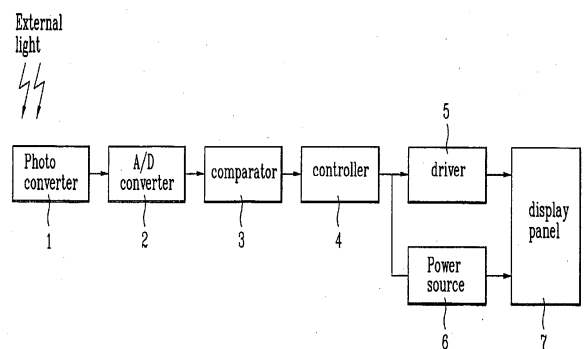 External
light
Photo
converter
A/D
converter
comparator
controller
driver
Power
source
display
panel
1
2
3
4
5
6
7